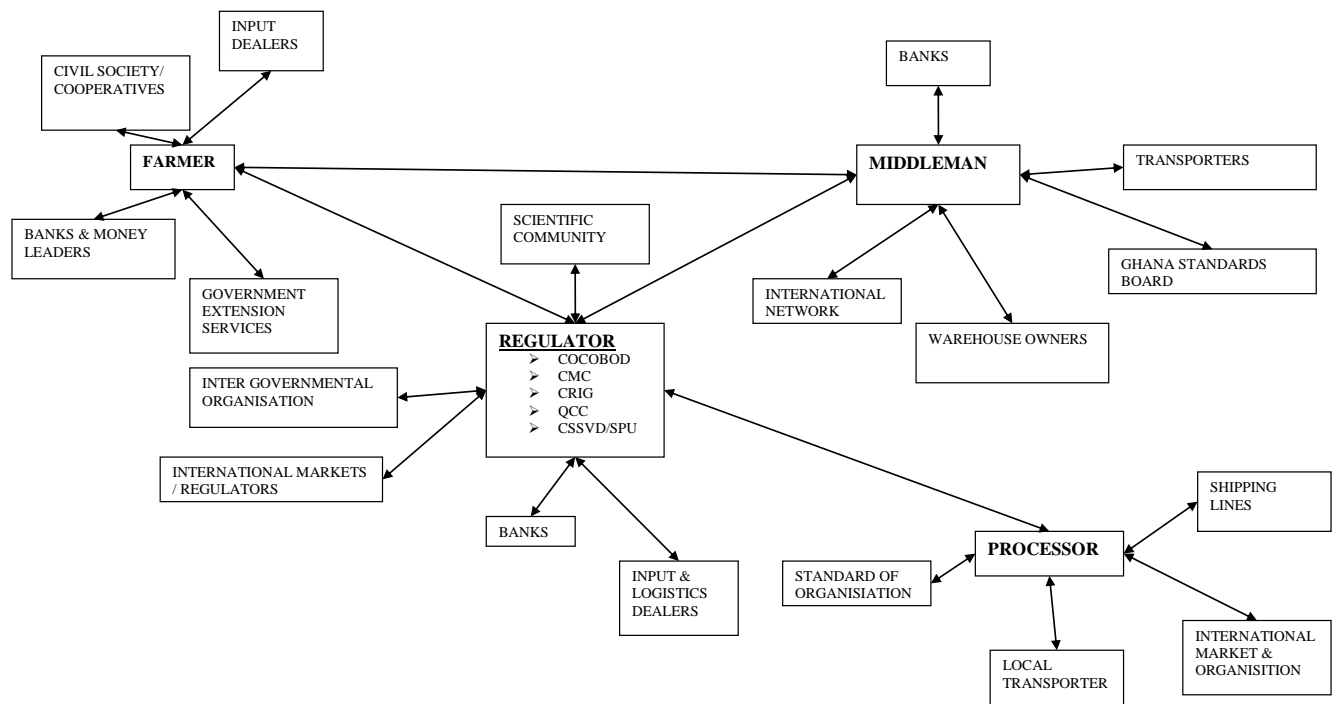 INPUT
DEALERS
CIVIL SOCIETY/
COOPERATIVES
BANKS
FARMER
MIDDLEMAN
TRANSPORTERS
BANKS & MONEY
LEADERS
SCIENTIFIC
COMMUNITY
GHANA STANDARDS
BOARD
GOVERNMENT
EXTENSION
SERVICES
INTERNATIONAL
NETWORK
WAREHOUSE OWNERS
REGULATOR
➢ COCOBOD
➢ CMC
➢ CRIG
➢ QCC
➢ CSSVD/SPU
INTER GOVERNMENTAL
ORGANISATION
INTERNATIONAL MARKETS
/ REGULATORS
BANKS
INPUT &
LOGISTICS
DEALERS
SHIPPING
LINES
PROCESSOR
STANDARD OF
ORGANISIATION
LOCAL
TRANSPORTER
INTERNATIONAL
MARKET &
ORGANISITION